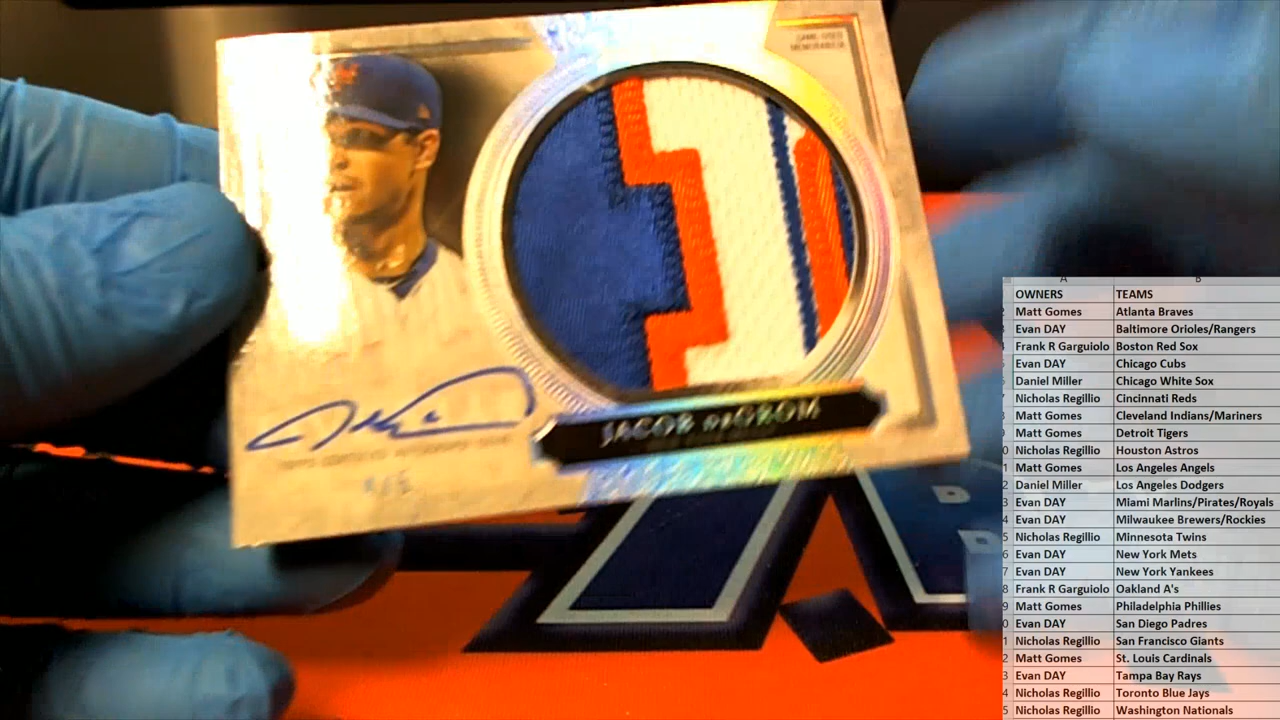 GAME-USED
MEMORABILIA
JACOB DEGROM
A B
OWNERS TEAMS
Matt Gomes Atlanta Braves
Evan DAY Baltimore Orioles/Rangers
Frank R Garguiolo Boston Red Sox
Evan DAY Chicago Cubs
Daniel Miller Chicago White Sox
Nicholas Regillio Cincinnati Reds
Matt Gomes Cleveland Indians/Mariners
Matt Gomes Detroit Tigers
Nicholas Regillio Houston Astros
Matt Gomes Los Angeles Angels
Daniel Miller Los Angeles Dodgers
Evan DAY Miami Marlins/Pirates/Royals
Evan DAY Milwaukee Brewers/Rockies
Nicholas Regillio Minnesota Twins
Evan DAY New York Mets
Evan DAY New York Yankees
Frank R Garguiolo Oakland A's
Matt Gomes Philadelphia Phillies
Evan DAY San Diego Padres
Nicholas Regillio San Francisco Giants
Matt Gomes St. Louis Cardinals
Evan DAY Tampa Bay Rays
Nicholas Regillio Toronto Blue Jays
Nicholas Regillio Washington Nationals